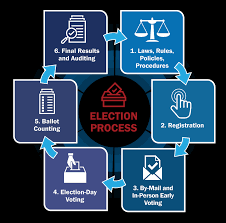 6. Final Results
and Auditing
1. Laws, Rules,
Policies,
Procedures
5. Ballot
Counting
ELECTION
PROCESS
2. Registration
4. Election-Day
Voting
3. By-Mail and
In-Person Early
Voting